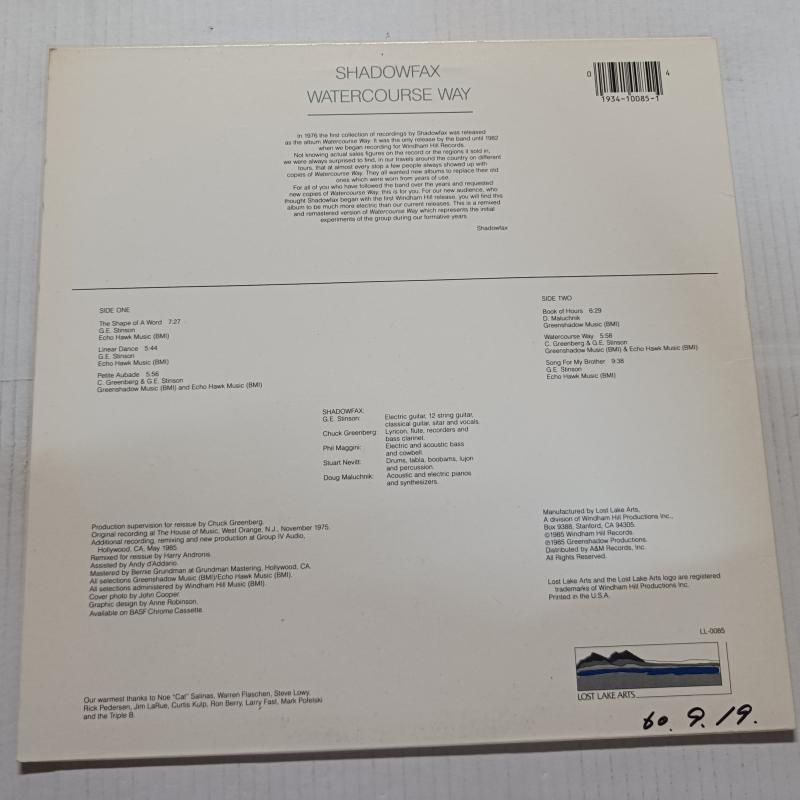 SHADOWFAX
WATERCOURSE WAY
0 4
1934-10085-1
In 1976 the first collection of recordings by Shadowfax was released
as the album Watercourse Way. It was the only release by the band until 1982
when we began recording for Windham Hill Records.
Not knowing actual sales figures on the record or the regions it sold in,
we were always surprised to find, in our travels around the country on different
tours, that at almost every stop a few people always showed up with
copies of Watercourse Way. They all wanted new albums to replace their old
ones which were worn from years of use.
For all of you who have followed the band over the years and requested
new copies of Watercourse Way, this is for you. For our new audience, who
thought Shadowfax began with the first Windham Hill release, you will find this
album to be much more electric than our current releases. This is a remixed
and remastered version of Watercourse Way which represents the initial
experiments of the group during our formative years.
Shadowfax
SIDE ONE
The Shape of A Word 7:27
G.E. Stinson
Echo Hawk Music (BMI)
Linear Dance 5:44
G.E. Stinson
Echo Hawk Music (BMI)
Petite Aubade 5:56
C. Greenberg & G.E. Stinson
Greenshadow Music (BMI) and Echo Hawk Music (BMI)
SIDE TWO
Book of Hours 6:29
D. Maluchnik
Greenshadow Music (BMI)
Watercourse Way 5:58
C. Greenberg & G.E. Stinson
Greenshadow Music (BMI) & Echo Hawk Music (BMI)
Song For My Brother 9:38
G.E. Stinson
Echo Hawk Music (BMI)
SHADOWFAX:
G.E. Stinson: Electric guitar, 12 string guitar,
classical guitar, sitar and vocals.
Chuck Greenberg: Lyricon, flute, recorders and
bass clarinet.
Phil Maggini: Electric and acoustic bass
and cowbell.
Stuart Nevitt: Drums, tabla, boobams, lujon
and percussion.
Doug Maluchnik: Acoustic and electric pianos
and synthesizers.
Production supervision for reissue by Chuck Greenberg.
Original recording at The House of Music, West Orange, N.J., November 1975.
Additional recording, remixing and new production at Group IV Audio,
Hollywood, CA, May 1985.
Remixed for reissue by Harry Andronis.
Assisted by Andy d'Addario.
Mastered by Bernie Grundman at Grundman Mastering, Hollywood, CA.
All selections Greenshadow Music (BMI)/Echo Hawk Music (BMI).
All selections administered by Windham Hill Music (BMI).
Cover photo by John Cooper.
Graphic design by Anne Robinson.
Available on BASF Chrome Cassette.
Manufactured by Lost Lake Arts,
A division of Windham Hill Productions Inc.,
Box 9388, Stanford, CA 94305.
©1985 Windham Hill Records.
℗1985 Greenshadow Productions.
Distributed by A&M Records, Inc.
All Rights Reserved.
Lost Lake Arts and the Lost Lake Arts logo are registered
trademarks of Windham Hill Productions Inc.
Printed in the U.S.A.
LL-0085
LOST LAKE ARTS
60. 9. 19.
Our warmest thanks to Noe "Cat" Salinas, Warren Flaschen, Steve Lowy,
Rick Pedersen, Jim LaRue, Curtis Kulp, Ron Berry, Larry Fast, Mark Pofelski
and the Triple B.